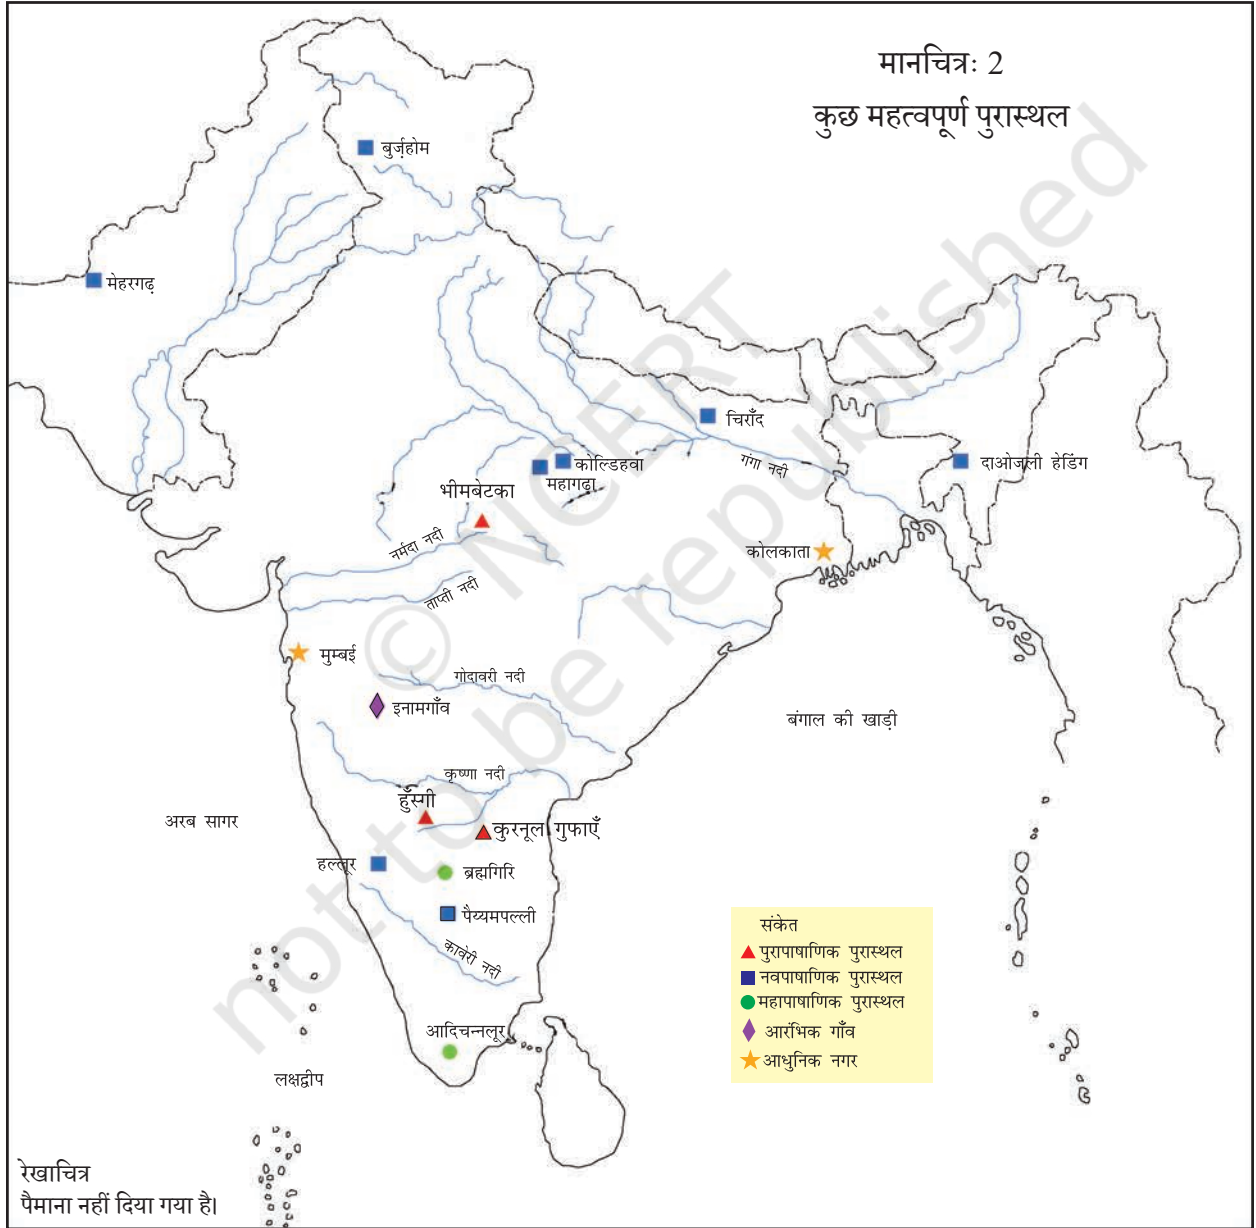 मानचित्रः 2
कुछ महत्वपूर्ण पुरास्थल
बुर्ज़होम
मेहरगढ़
चिराँद
कोल्डिहवा
महागढ़ा
गंगा नदी
दाओजली हेडिंग
भीमबेटका
नर्मदा नदी
कोलकाता
ताप्ती नदी
मुम्बई
गोदावरी नदी
इनामगाँव
बंगाल की खाड़ी
कृष्णा नदी
हुँस्गी
अरब सागर
कुरनूल गुफाएँ
हल्लूर
ब्रह्मगिरि
पैय्यमपल्ली
कावेरी नदी
संकेत
पुरापाषाणिक पुरास्थल
नवपाषाणिक पुरास्थल
महापाषाणिक पुरास्थल
आरंभिक गाँव
आधुनिक नगर
आदिचन्नलूर
लक्षद्वीप
रेखाचित्र
पैमाना नहीं दिया गया है।
© NCERT
not to be republished